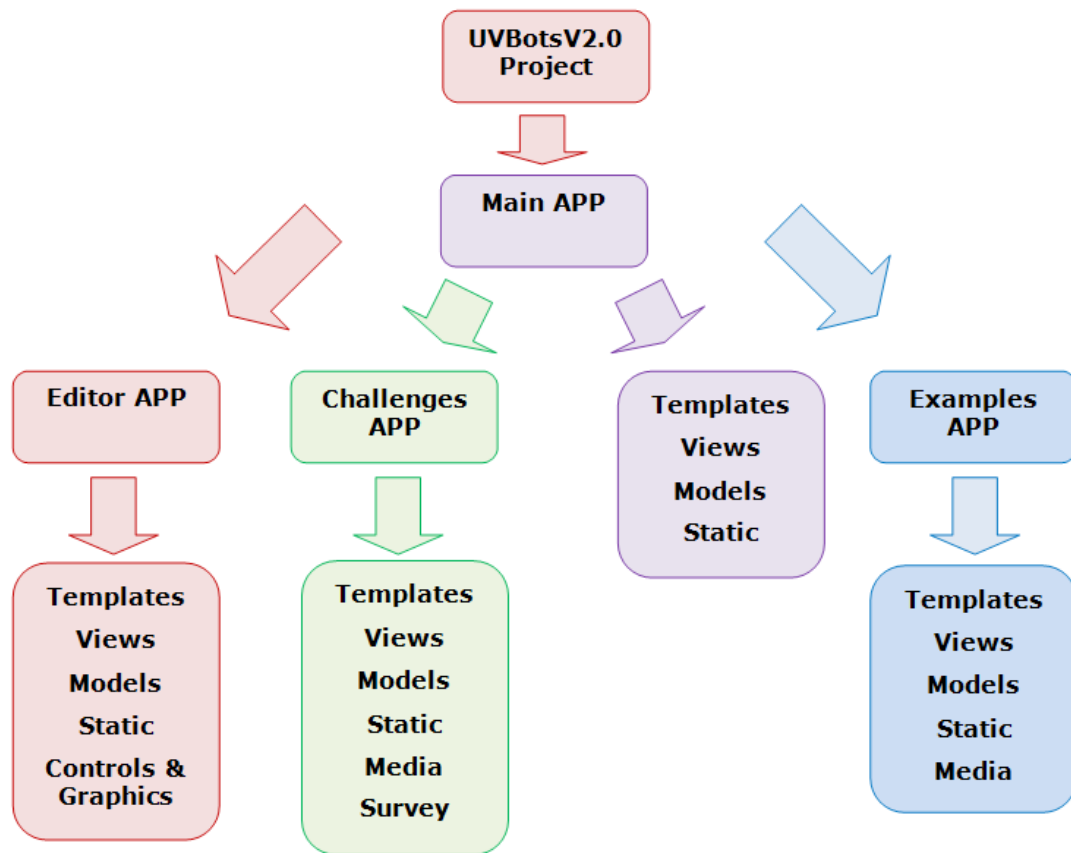 UVBotsV2.0
Project
Main APP
Editor APP
Challenges
APP
Templates
Views
Models
Static
Examples
APP
Templates
Views
Models
Static
Controls &
Graphics
Templates
Views
Models
Static
Media
Survey
Templates
Views
Models
Static
Media